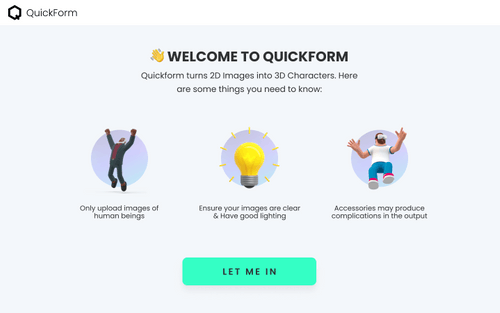 QuickForm
👋 WELCOME TO QUICKFORM
Quickform turns 2D Images into 3D Characters. Here
are some things you need to know:
Only upload images of
human beings
Ensure your images are clear
& Have good lighting
Accessories may produce
complications in the output
LET ME IN